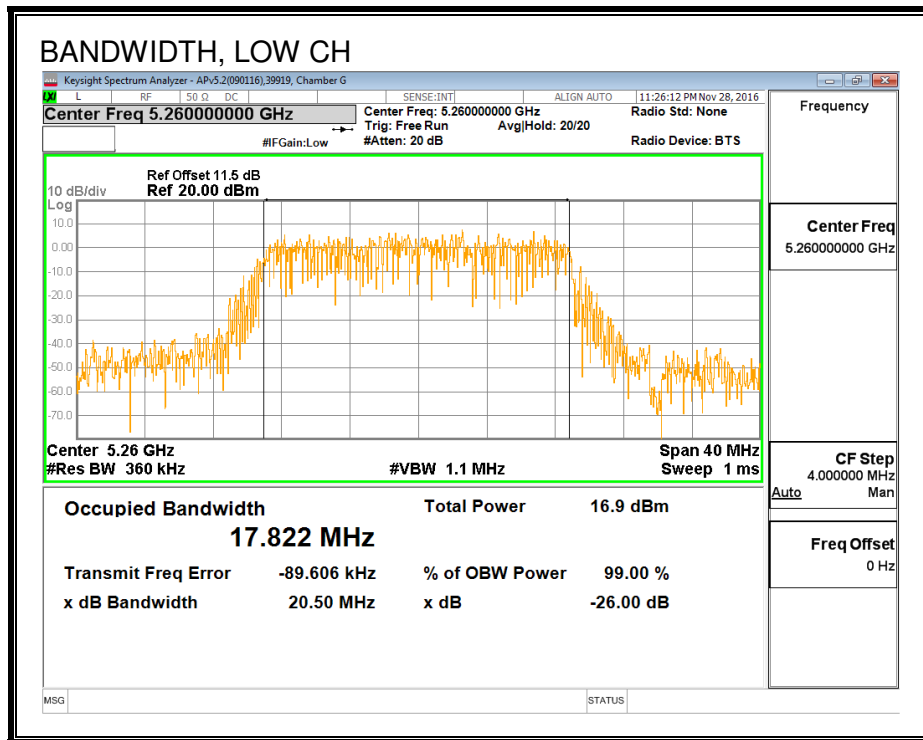 BANDWIDTH, LOW CH
Keysight Spectrum Analyzer - APv5.2(090116),39919, Chamber G
LXI L RF 50 Ω DC SENSE:INT ALIGN AUTO 11:26:12 PM Nov 28, 2016
Center Freq 5.260000000 GHz
Center Freq: 5.260000000 GHz Radio Std: None
Trig: Free Run Avg|Hold: 20/20
#IFGain:Low #Atten: 20 dB Radio Device: BTS
Ref Offset 11.5 dB
10 dB/div Ref 20.00 dBm
Log
10.0
0.00
-10.0
-20.0
-30.0
-40.0
-50.0
-60.0
-70.0
Center 5.26 GHz Span 40 MHz
#Res BW 360 kHz #VBW 1.1 MHz Sweep 1 ms
Occupied Bandwidth Total Power 16.9 dBm
17.822 MHz
Transmit Freq Error -89.606 kHz % of OBW Power 99.00 %
x dB Bandwidth 20.50 MHz x dB -26.00 dB
MSG STATUS
Frequency
Center Freq
5.260000000 GHz
CF Step
4.000000 MHz
Auto Man
Freq Offset
0 Hz